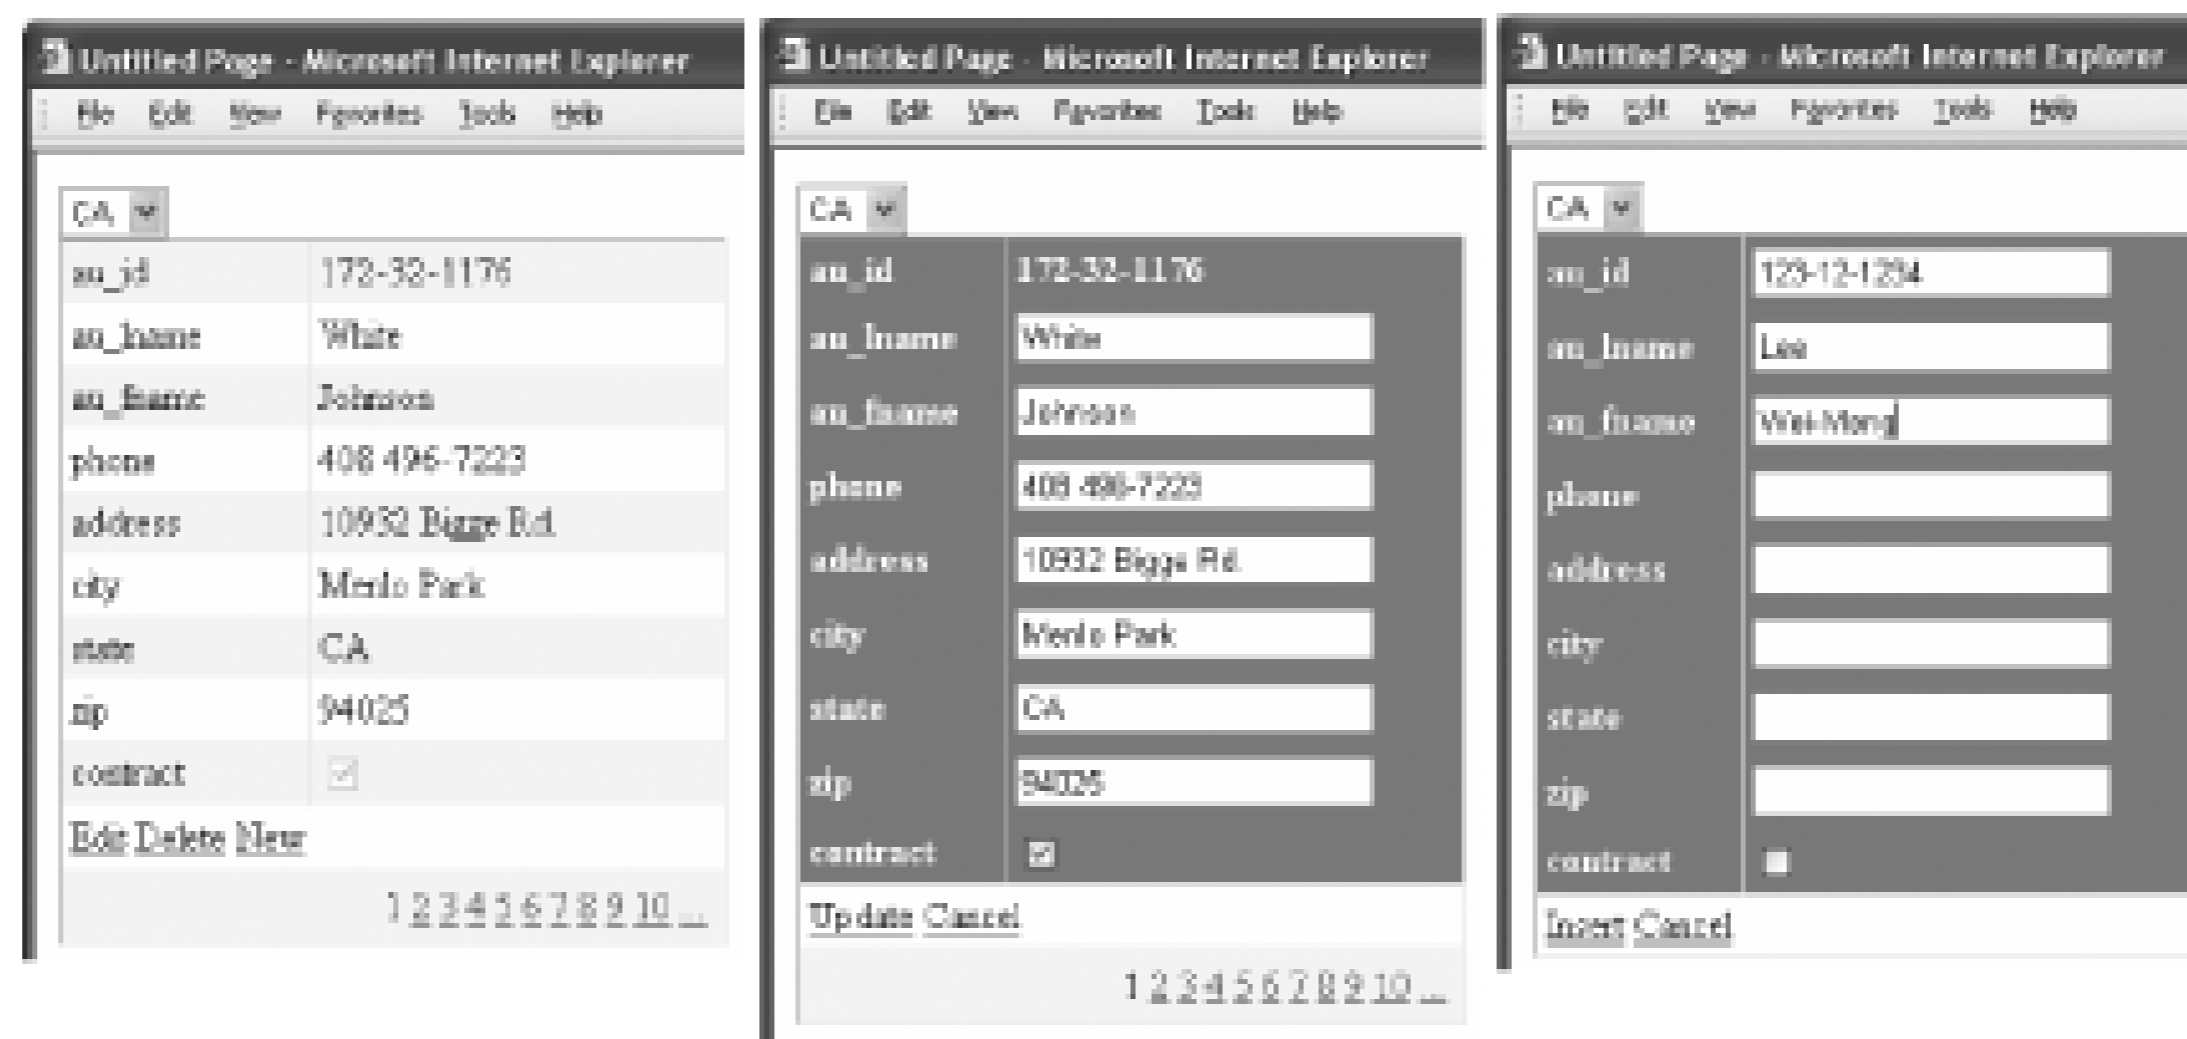 Untitled Page - Microsoft Internet Explorer
File Edit View Favorites Tools Help
CA
au_id 172-32-1176
au_lname White
au_fname Johnson
phone 408 496-7223
address 10932 Bigge Rd.
city Menlo Park
state CA
zip 94025
contract
Edit Delete New
1 2 3 4 5 6 7 8 9 10 ...
Untitled Page - Microsoft Internet Explorer
File Edit View Favorites Tools Help
CA
au_id 172-32-1176
au_lname White
au_fname Johnson
phone 408 496-7223
address 10932 Bigge Rd.
city Menlo Park
state CA
zip 94025
contract
Update Cancel
1 2 3 4 5 6 7 8 9 10 ...
Untitled Page - Microsoft Internet Explorer
File Edit View Favorites Tools Help
CA
au_id 123-12-1234
au_lname Lee
au_fname Wei-Meng
phone
address
city
state
zip
contract
Insert Cancel